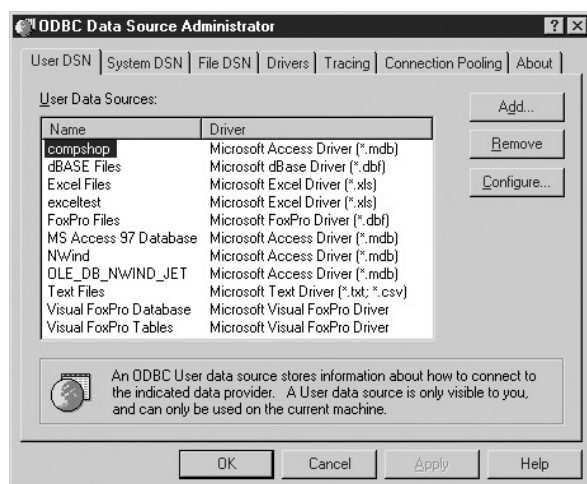 ODBC Data Source Administrator
User DSN System DSN File DSN Drivers Tracing Connection Pooling About
User Data Sources:
Name Driver
compshop Microsoft Access Driver (*.mdb)
dBASE Files Microsoft dBase Driver (*.dbf)
Excel Files Microsoft Excel Driver (*.xls)
exceltest Microsoft Excel Driver (*.xls)
FoxPro Files Microsoft FoxPro Driver (*.dbf)
MS Access 97 Database Microsoft Access Driver (*.mdb)
NWind Microsoft Access Driver (*.mdb)
OLE_DB_NWIND_JET Microsoft Access Driver (*.mdb)
Text Files Microsoft Text Driver (*.txt; *.csv)
Visual FoxPro Database Microsoft Visual FoxPro Driver
Visual FoxPro Tables Microsoft Visual FoxPro Driver
Add...
Remove
Configure...
An ODBC User data source stores information about how to connect to
the indicated data provider. A User data source is only visible to you,
and can only be used on the current machine.
OK Cancel Apply Help